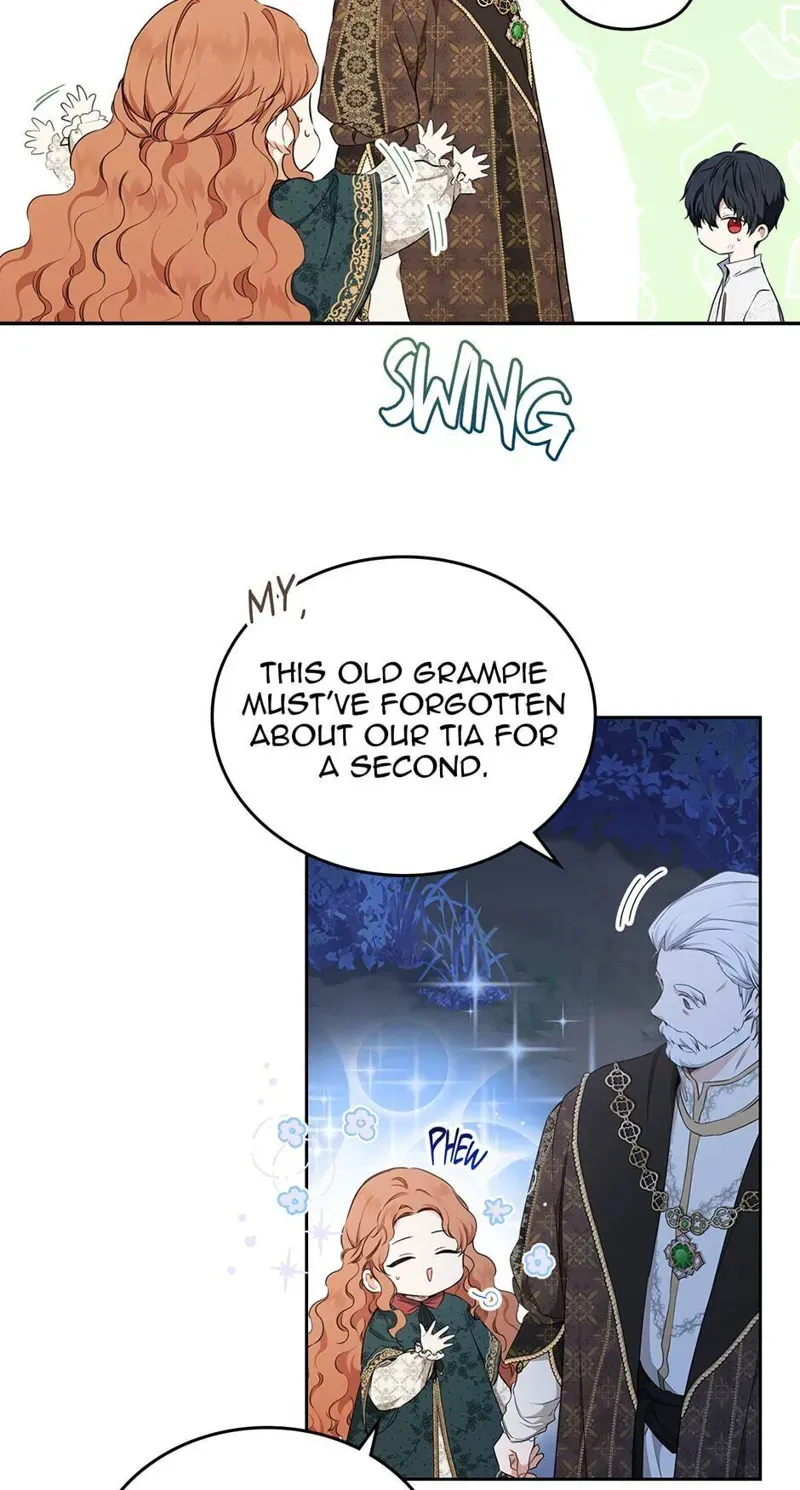 SWING
MY,
THIS OLD GRAMPIE
MUST'VE FORGOTTEN
ABOUT OUR TIA FOR
A SECOND.
PHEW